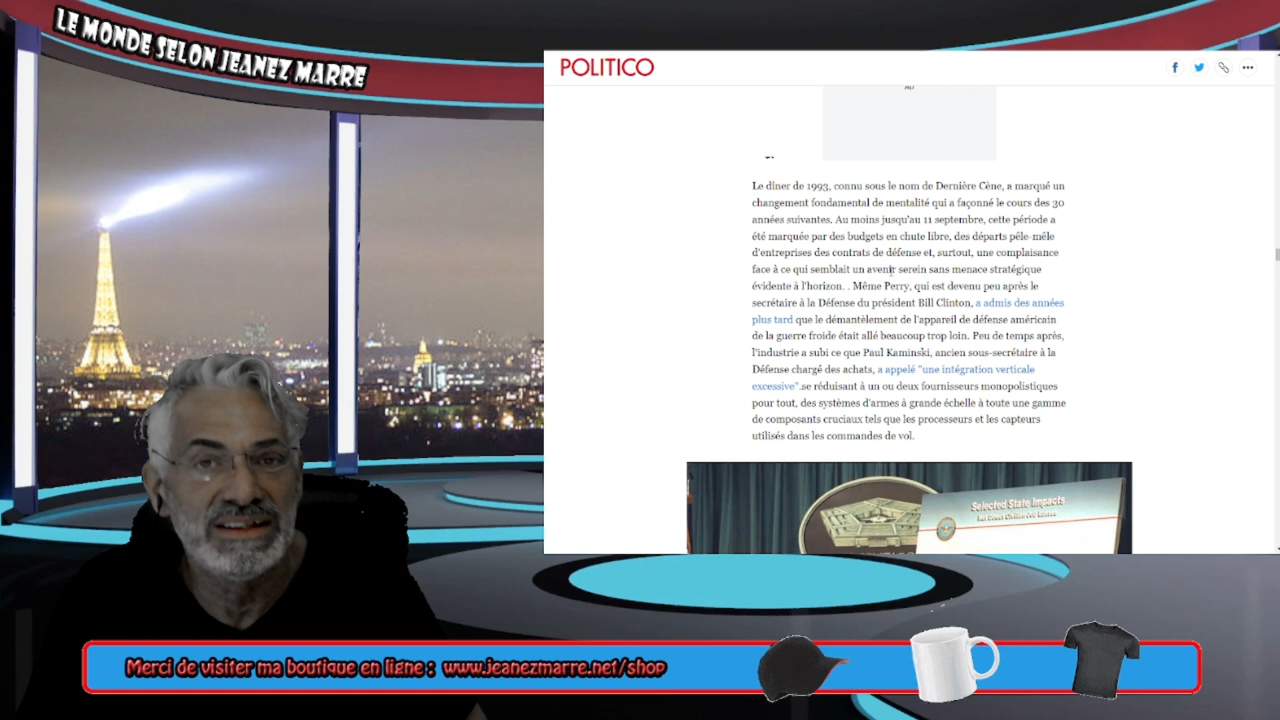 LE MONDE SELON JEANEZ MARRE
POLITICO
Le dîner de 1993, connu sous le nom de Dernière Cène, a marqué un
changement fondamental de mentalité qui a façonné le cours des 30
années suivantes. Au moins jusqu'au 11 septembre, cette période a
été marquée par des budgets en chute libre, des départs pêle-mêle
d'entreprises des contrats de défense et, surtout, une complaisance
face à ce qui semblait un avenir serein sans menace stratégique
évidente à l'horizon. . Même Perry, qui est devenu peu après le
secrétaire à la Défense du président Bill Clinton, a admis des années
plus tard que le démantèlement de l'appareil de défense américain
de la guerre froide était allé beaucoup trop loin. Peu de temps après,
l'industrie a subi ce que Paul Kaminski, ancien sous-secrétaire à la
Défense chargé des achats, a appelé "une intégration verticale
excessive".se réduisant à un ou deux fournisseurs monopolistiques
pour tout, des systèmes d'armes à grande échelle à toute une gamme
de composants cruciaux tels que les processeurs et les capteurs
utilisés dans les commandes de vol.
Selected State Impacts
Merci de visiter ma boutique en ligne : www.jeanezmarre.net/shop